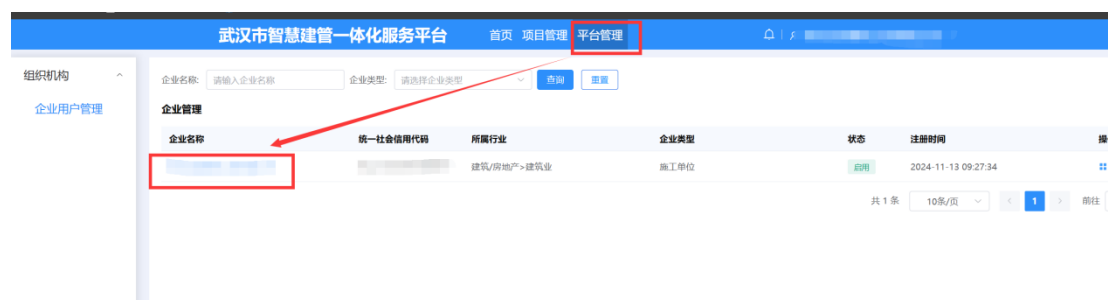 武汉市智慧建管一体化服务平台 首页 项目管理 平台管理
组织机构
企业用户管理
企业名称: 请输入企业名称 企业类型: 请选择企业类型 查询 重置
企业管理
企业名称 统一社会信用代码 所属行业 企业类型 状态 注册时间 操
建筑/房地产>建筑业 施工单位 启用 2024-11-13 09:27:34
共 1 条 10条/页 1 前往